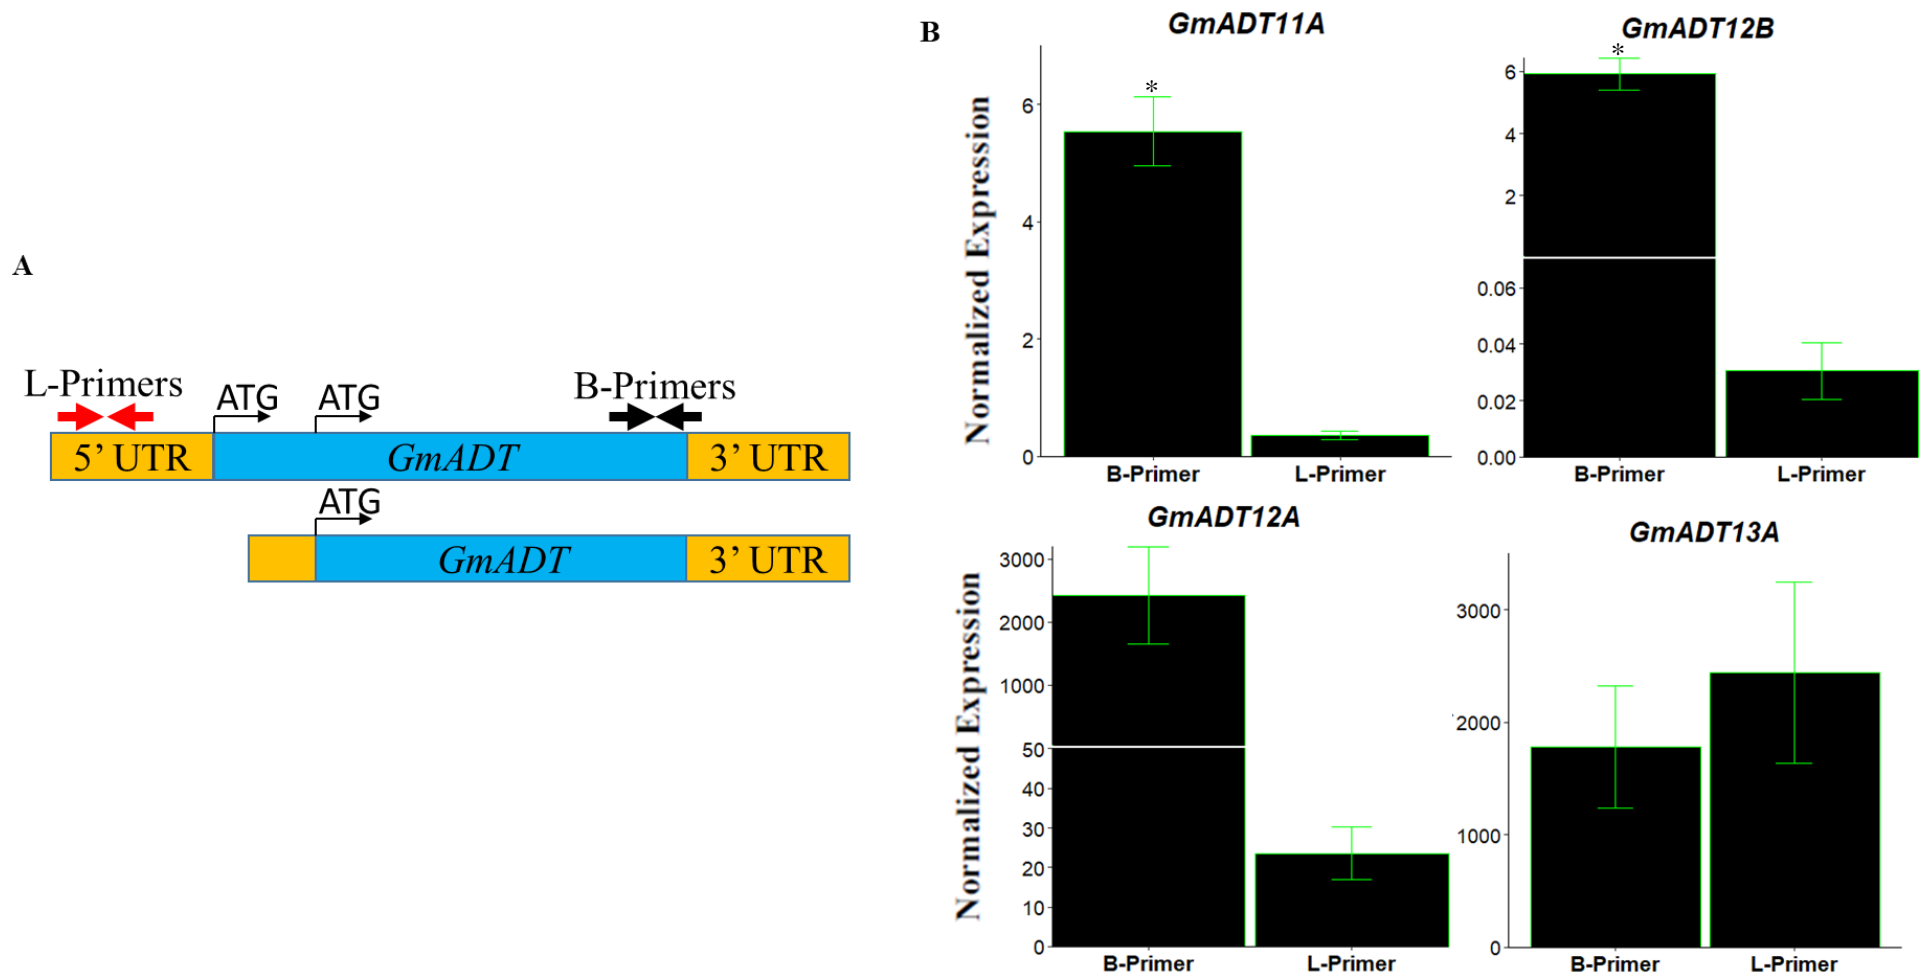 A
L-Primers
ATG
ATG
B-Primers
5’ UTR
GmADT
3’ UTR
ATG
GmADT
3’ UTR
B
GmADT11A
Normalized Expression
6
4
2
0
*
B-Primer
L-Primer
GmADT12B
6
4
2
0.06
0.04
0.02
0.00
*
B-Primer
L-Primer
GmADT12A
Normalized Expression
3000
2000
1000
50
40
30
20
10
0
B-Primer
L-Primer
GmADT13A
3000
2000
1000
0
B-Primer
L-Primer